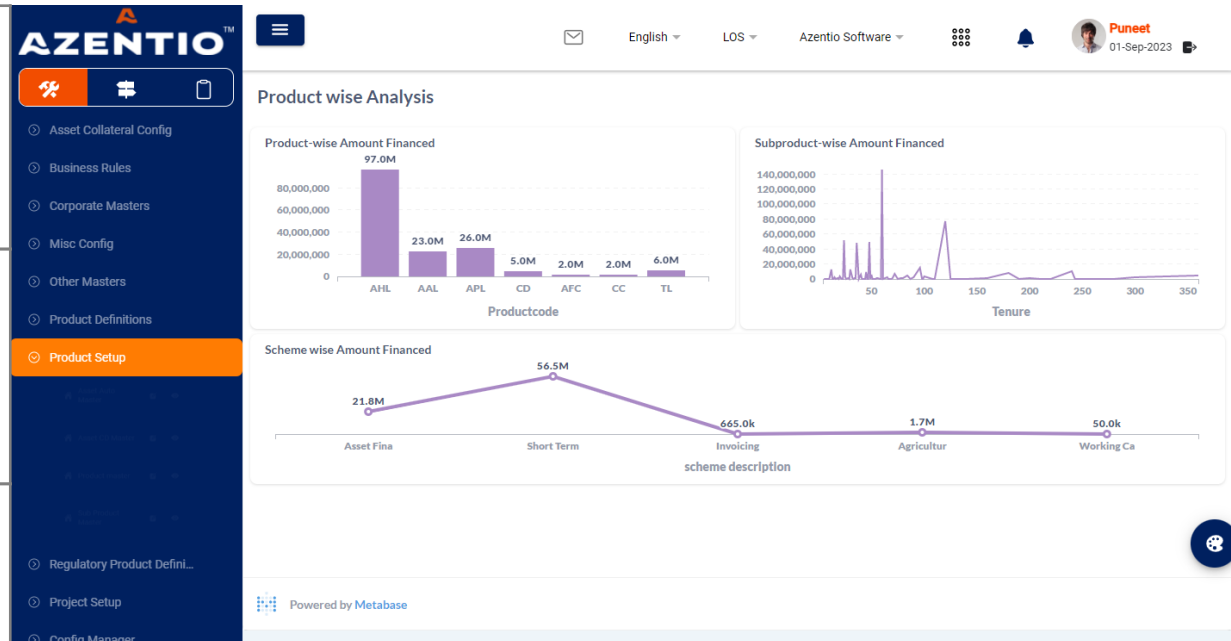 AZENTIO™
English
LOS
Azentio Software
Puneet
01-Sep-2023
Asset Collateral Config
Business Rules
Corporate Masters
Misc Config
Other Masters
Product Definitions
Product Setup
Regulatory Product Defini...
Project Setup
Config Manager
Product wise Analysis
Product-wise Amount Financed
97.0M
80,000,000
60,000,000
40,000,000
20,000,000
0
23.0M
26.0M
5.0M
2.0M
2.0M
6.0M
AHL AAL APL CD AFC CC TL
Productcode
Subproduct-wise Amount Financed
140,000,000
120,000,000
100,000,000
80,000,000
60,000,000
40,000,000
20,000,000
0
50 100 150 200 250 300 350
Tenure
Scheme wise Amount Financed
21.8M
56.5M
665.0k
1.7M
50.0k
Asset Fina Short Term Invoicing Agricultur Working Ca
scheme description
Powered by Metabase